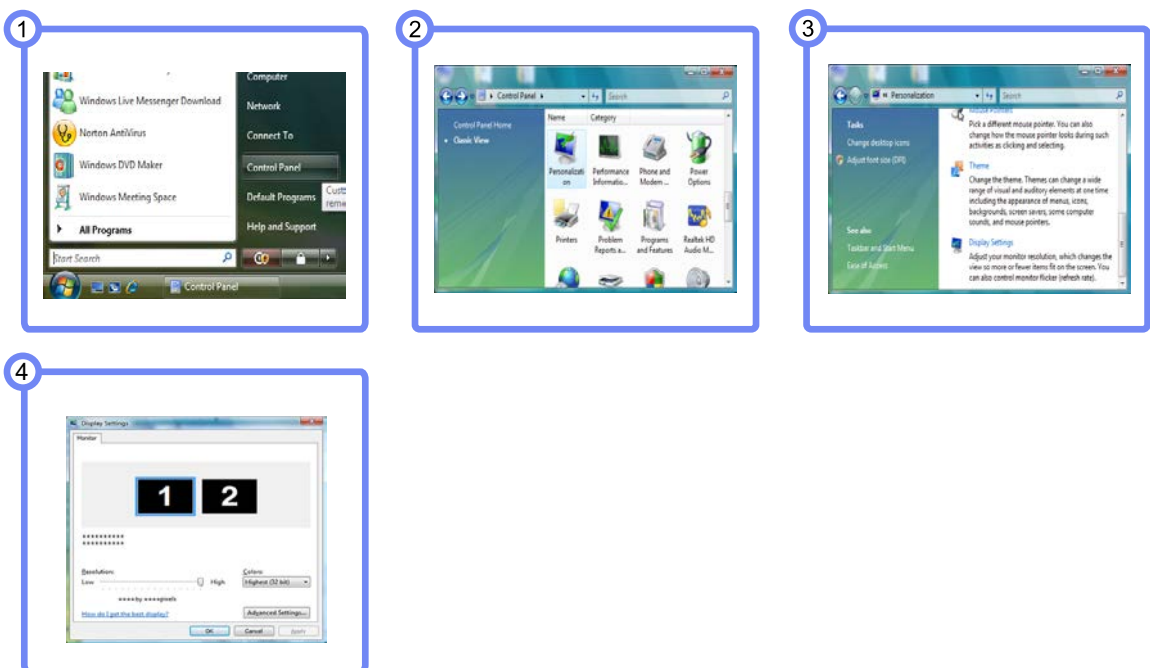 1
Computer
Windows Live Messenger Download
Network
Norton AntiVirus
Connect To
Windows DVD Maker
Control Panel
Windows Meeting Space
Default Programs
All Programs
Help and Support
Start Search
Control Panel
2
Control Panel
Search
Control Panel Home
Classic View
Name Category
Personalizati
on
Performance
Informatio...
Phone and
Modem ...
Power
Options
Printers
Problem
Reports a...
Programs
and Features
Realtek HD
Audio M...
3
Personalization
Search
Tasks
Change desktop icons
Adjust font size (DPI)
See also
Taskbar and Start Menu
Ease of Access
Mouse Pointers
Pick a different mouse pointer. You can also
change how the mouse pointer looks during such
activities as clicking and selecting.
Theme
Change the theme. Themes can change a wide
range of visual and auditory elements at one time
including the appearance of menus, icons,
backgrounds, screen savers, some computer
sounds, and mouse pointers.
Display Settings
Adjust your monitor resolution, which changes the
view so more or fewer items fit on the screen. You
can also control monitor flicker (refresh rate).
4
Display Settings
Monitor
1 2
**********
**********
Resolution:
Colors:
Low High
Highest (32 bit)
**** by **** pixels
How do I get the best display?
Advanced Settings...
OK Cancel Apply